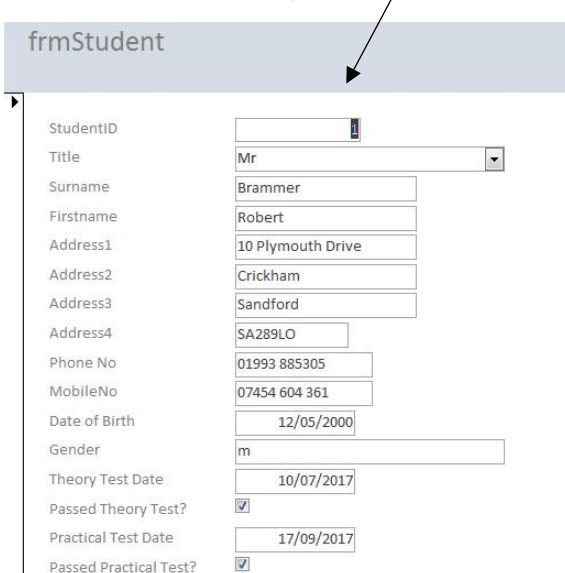 frmStudent
StudentID 1
Title Mr
Surname Brammer
Firstname Robert
Address1 10 Plymouth Drive
Address2 Crickham
Address3 Sandford
Address4 SA289LO
Phone No 01993 885305
MobileNo 07454 604 361
Date of Birth 12/05/2000
Gender m
Theory Test Date 10/07/2017
Passed Theory Test?
Practical Test Date 17/09/2017
Passed Practical Test?